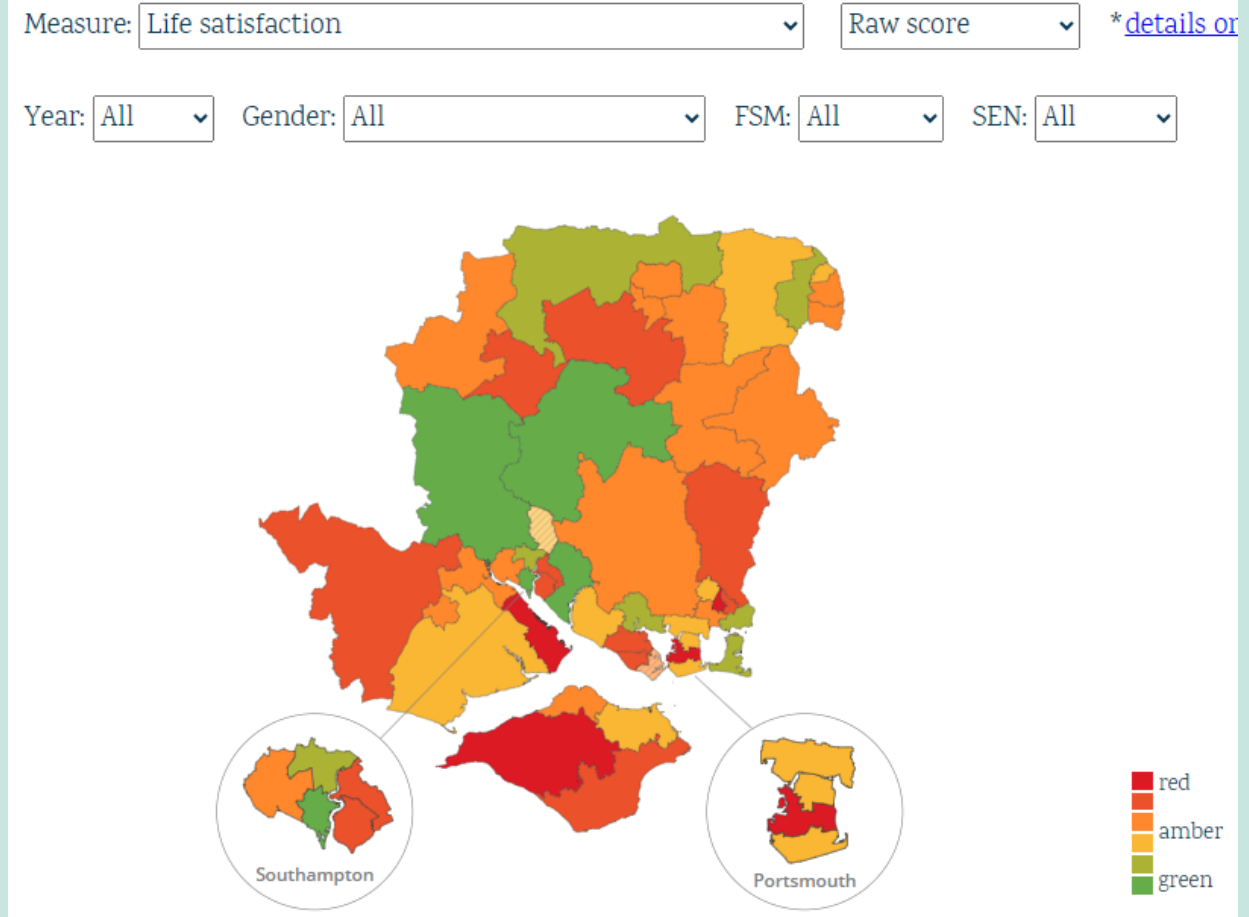 Measure: Life satisfaction Raw score *details or
Year: All Gender: All FSM: All SEN: All
Southampton
Portsmouth
red
amber
green